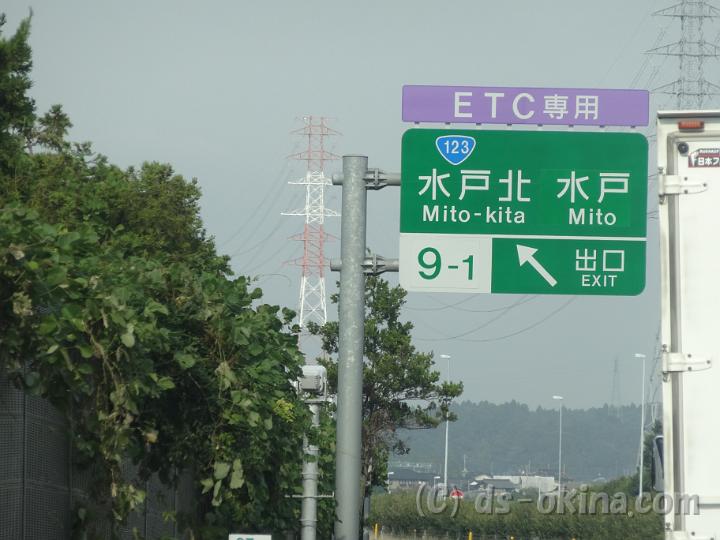 ETC専用
123
水戸北 水戸
Mito-kita Mito
9-1 出口
EXIT
(C) ds-okina.com